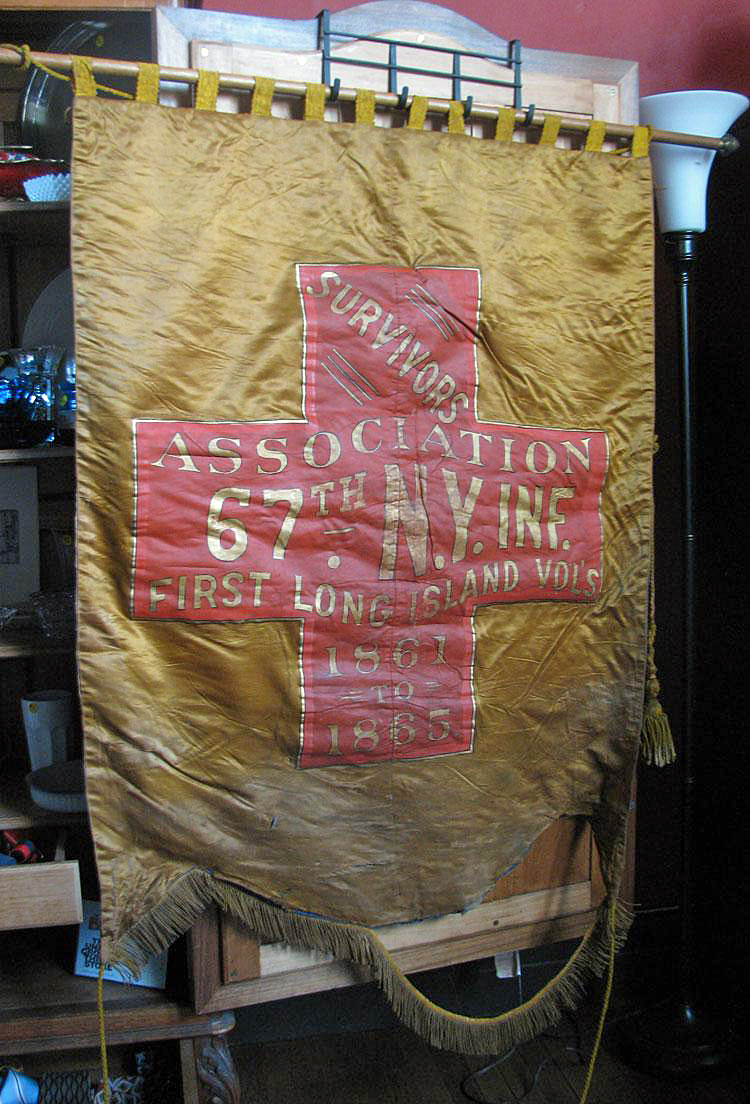 SURVIVORS
ASSOCIATION
67TH N.Y. INF.
FIRST LONG ISLAND VOL'S
1861
= TO =
1865